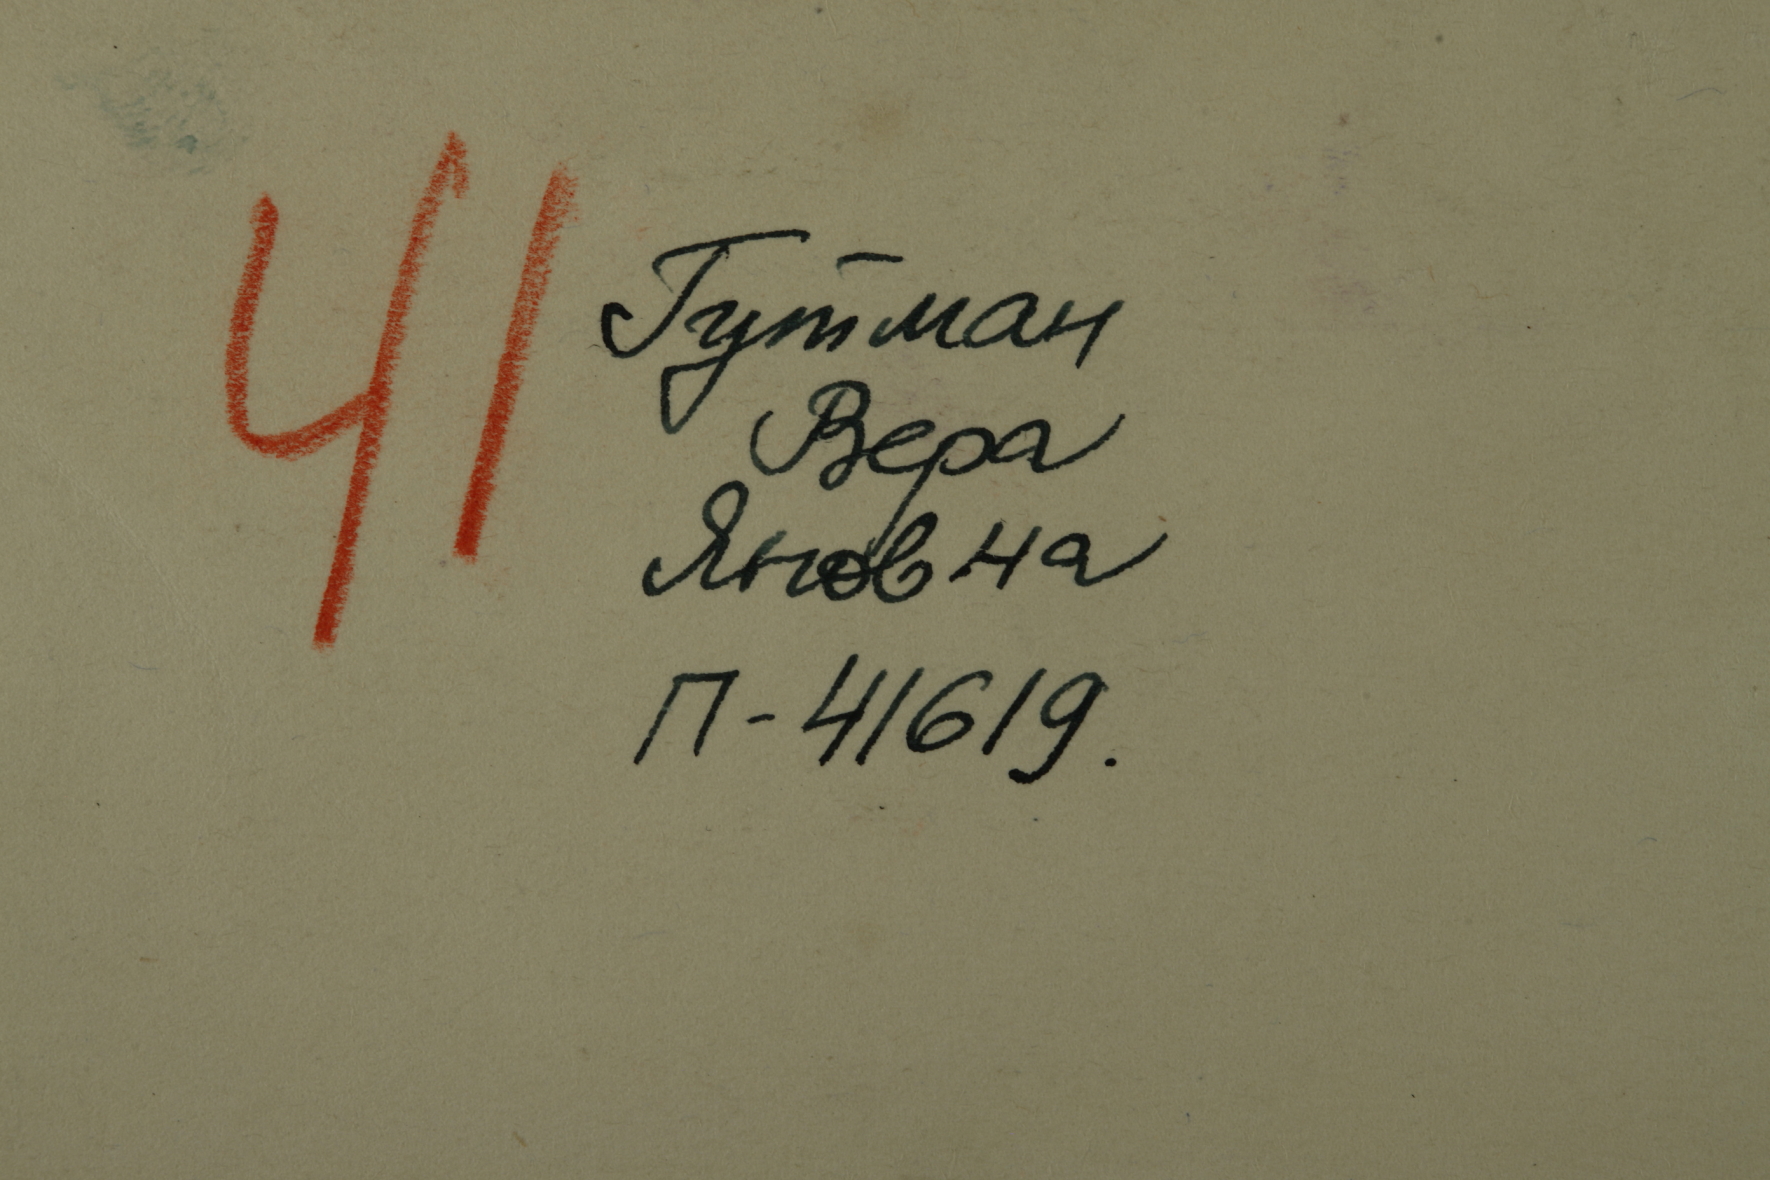 41
Гутман
Вера
Яновна
П-41619.